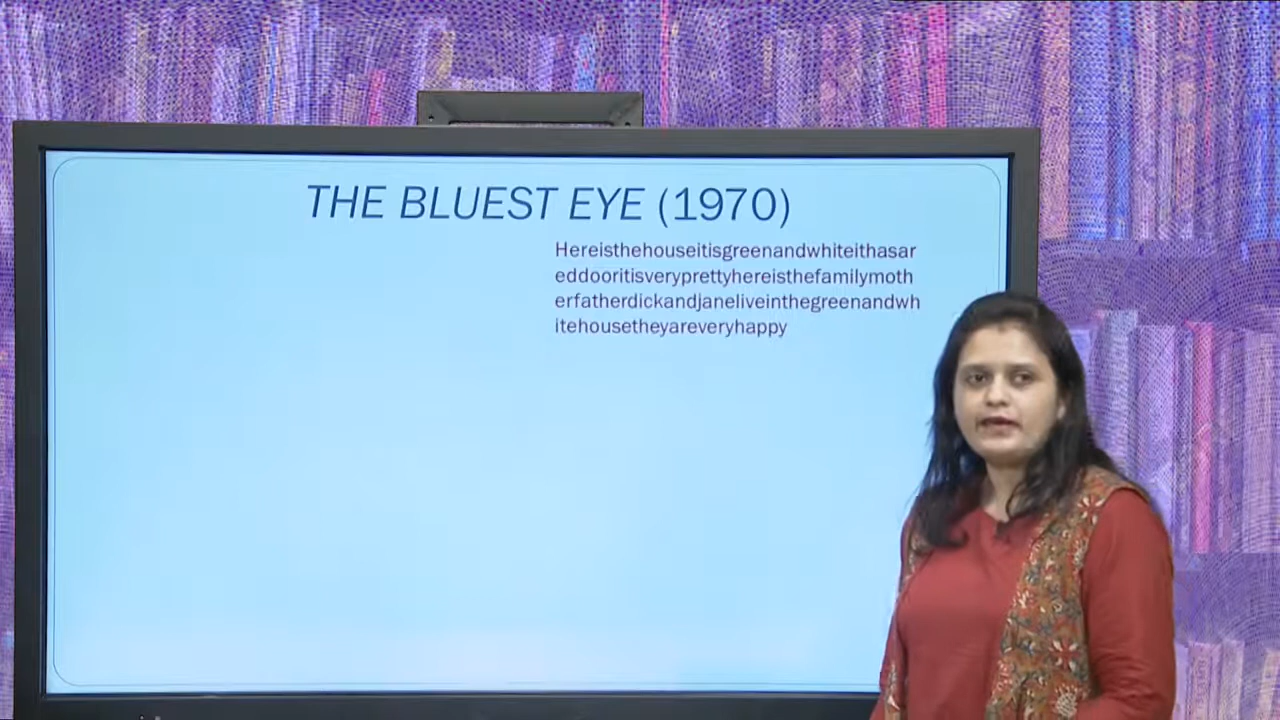 THE BLUEST EYE (1970)
Hereisthehouseitisgreenandwhiteithasar
eddooritisveryprettyhereisthefamilymoth
erfatherdickandjaneliveinthegreenandwh
itehousetheyareveryhappy